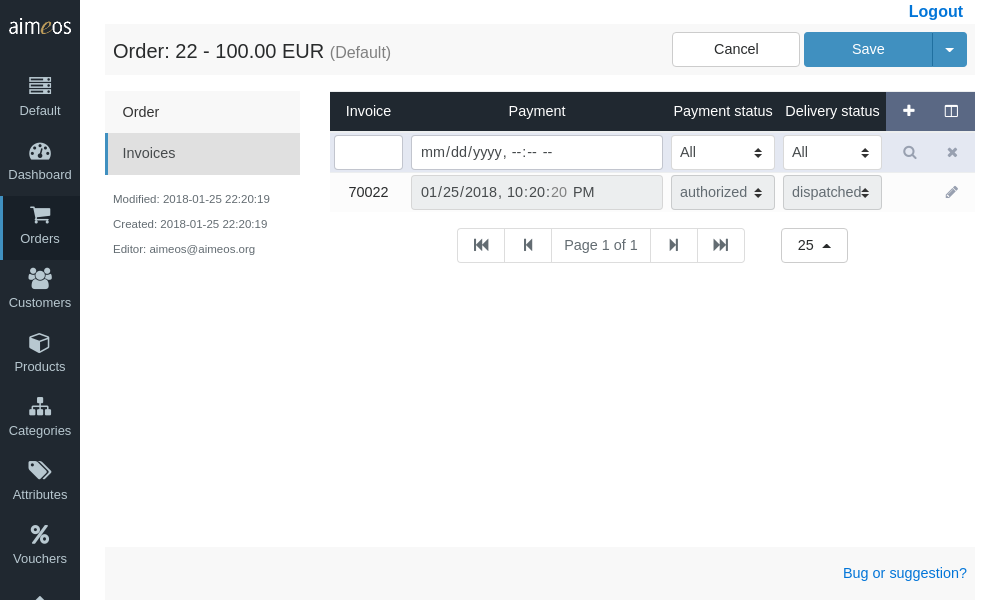 aimeos
Default
Dashboard
Orders
Customers
Products
Categories
Attributes
Vouchers
Logout
Order: 22 - 100.00 EUR (Default)
Cancel
Save
Order
Invoices
Modified: 2018-01-25 22:20:19
Created: 2018-01-25 22:20:19
Editor: aimeos@aimeos.org
Invoice Payment Payment status Delivery status
mm/dd/yyyy, --:-- -- All All
70022 01/25/2018, 10:20:20 PM authorized dispatched
Page 1 of 1 25
Bug or suggestion?